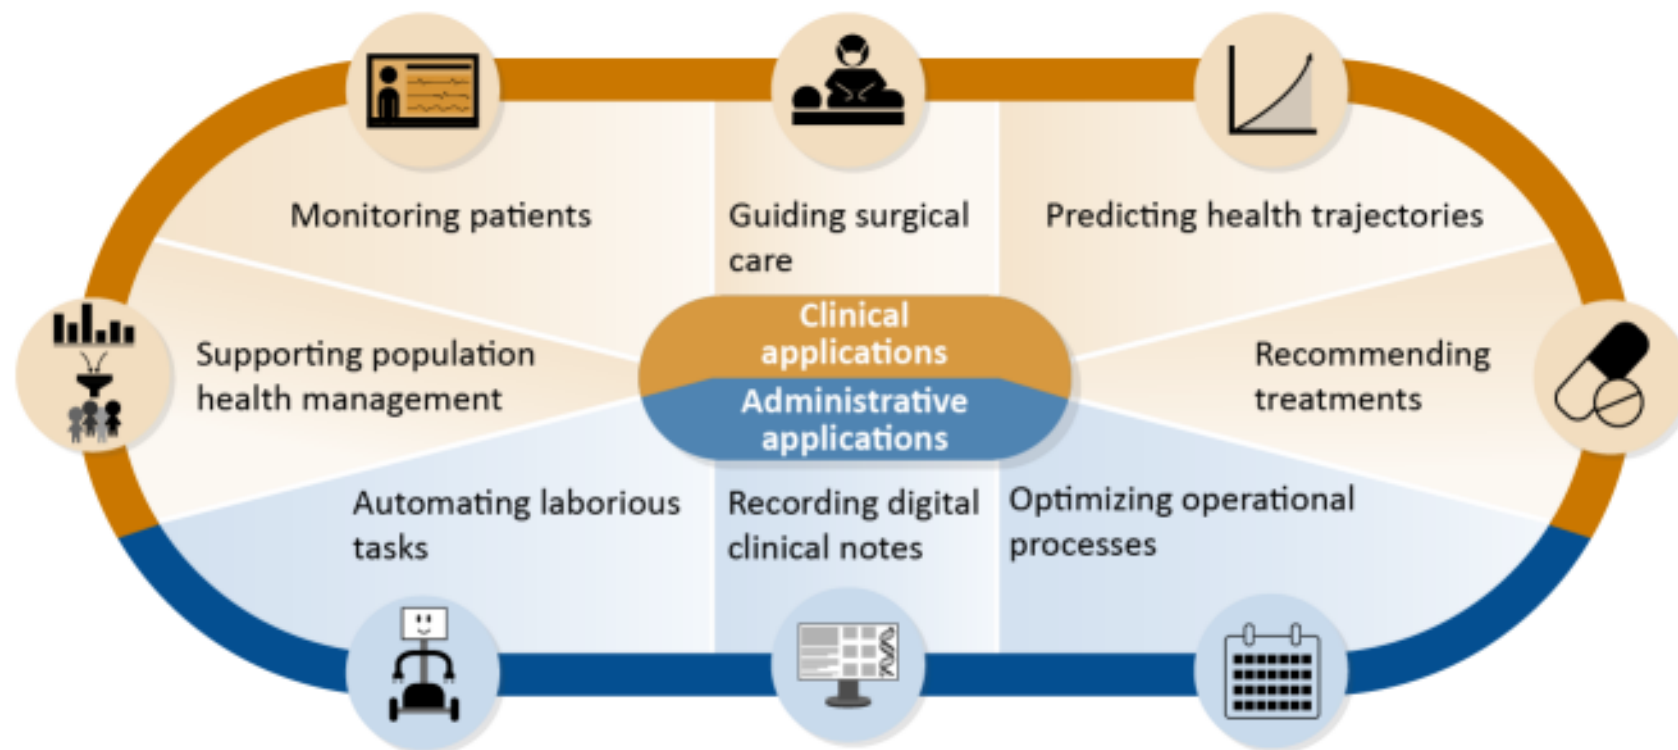 Monitoring patients
Guiding surgical
care
Predicting health trajectories
Supporting population
health management
Clinical
applications
Administrative
applications
Recommending
treatments
Automating laborious
tasks
Recording digital
clinical notes
Optimizing operational
processes